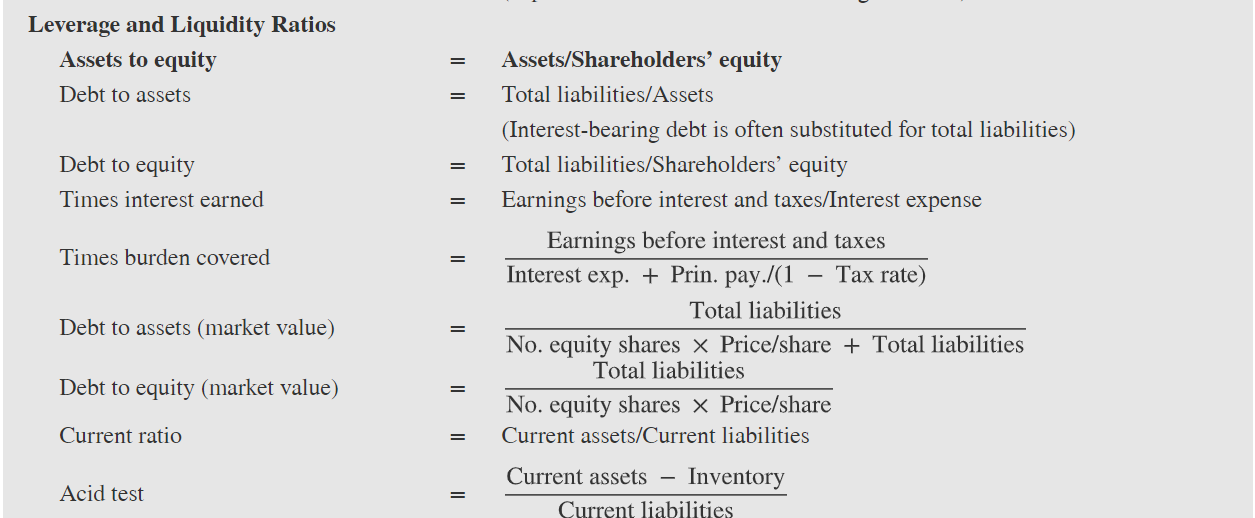 Leverage and Liquidity Ratios
Assets to equity = Assets/Shareholders’ equity
Debt to assets = Total liabilities/Assets
(Interest-bearing debt is often substituted for total liabilities)
Debt to equity = Total liabilities/Shareholders’ equity
Times interest earned = Earnings before interest and taxes/Interest expense
Earnings before interest and taxes
Times burden covered =
Interest exp. + Prin. pay./(1 − Tax rate)
Total liabilities
Debt to assets (market value) =
No. equity shares × Price/share + Total liabilities
Total liabilities
Debt to equity (market value) =
No. equity shares × Price/share
Current ratio = Current assets/Current liabilities
Current assets − Inventory
Acid test =
Current liabilities